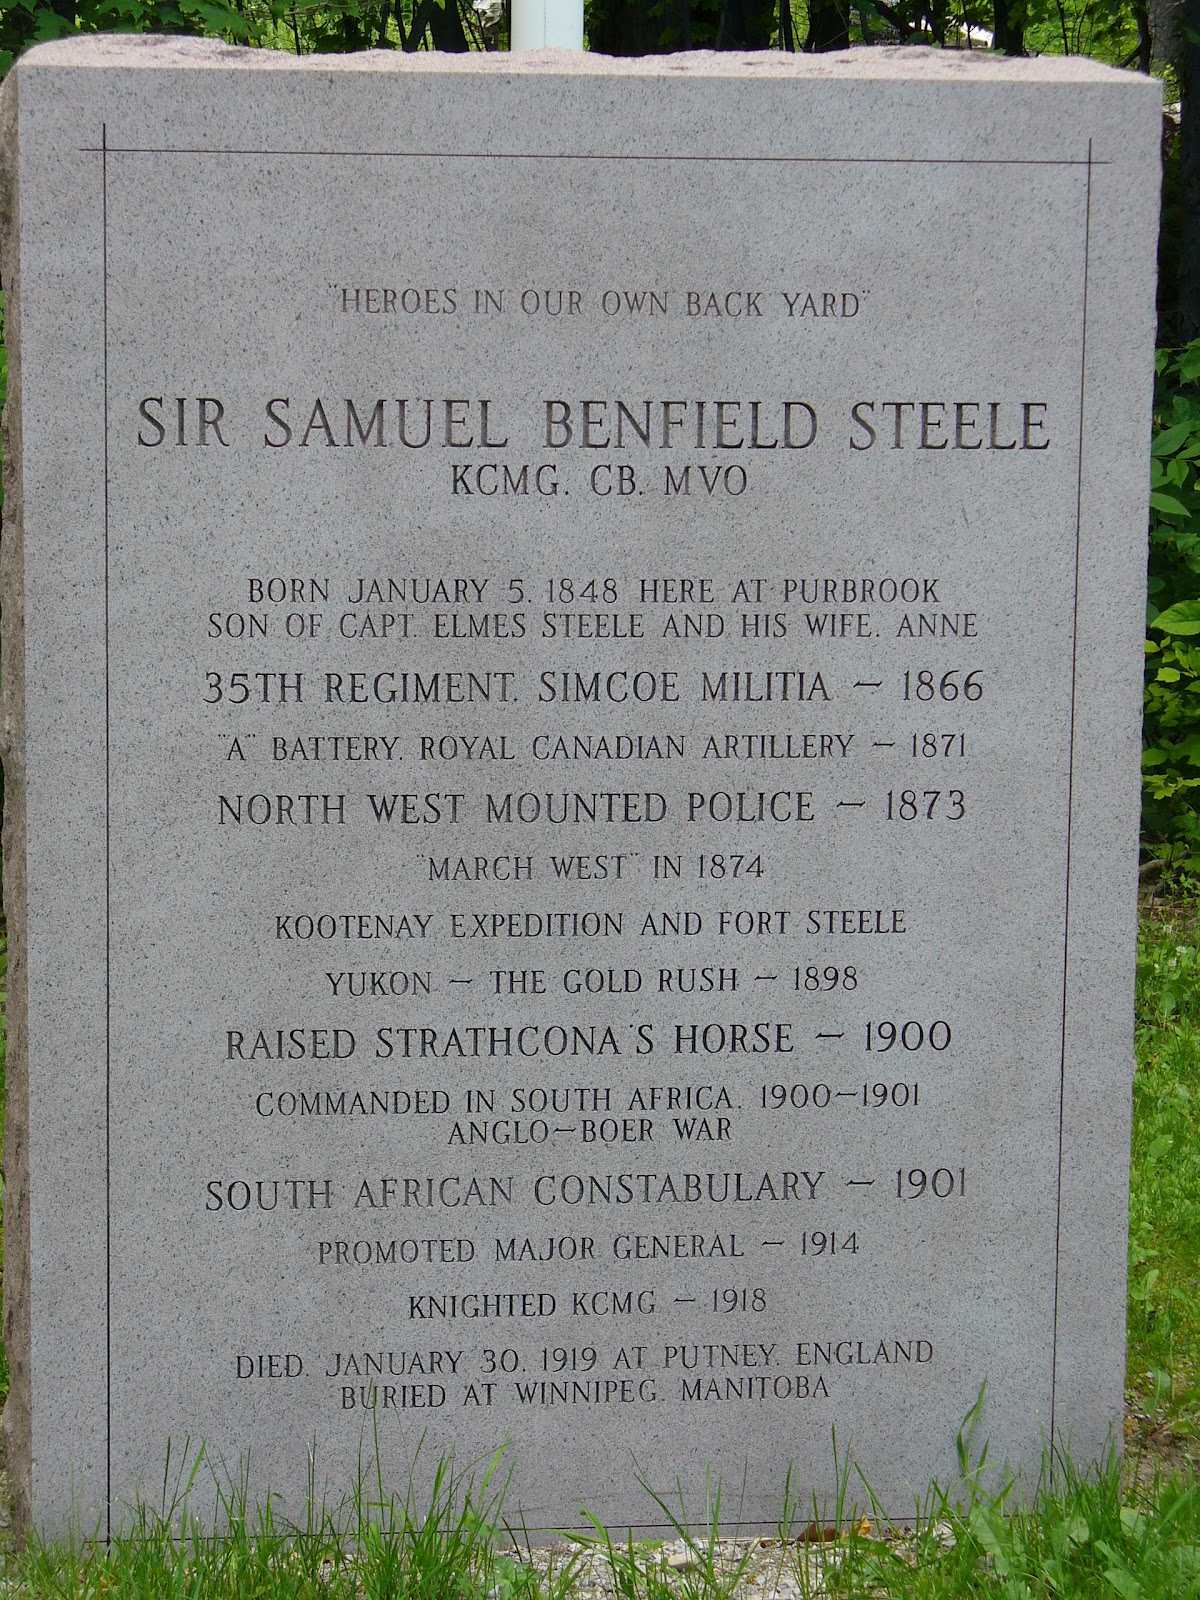 "HEROES IN OUR OWN BACK YARD"
SIR SAMUEL BENFIELD STEELE
KCMG, CB, MVO
BORN JANUARY 5, 1848 HERE AT PURBROOK
SON OF CAPT. ELMES STEELE AND HIS WIFE, ANNE
35TH REGIMENT, SIMCOE MILITIA – 1866
"A" BATTERY, ROYAL CANADIAN ARTILLERY – 1871
NORTH WEST MOUNTED POLICE – 1873
"MARCH WEST" IN 1874
KOOTENAY EXPEDITION AND FORT STEELE
YUKON – THE GOLD RUSH – 1898
RAISED STRATHCONA'S HORSE – 1900
COMMANDED IN SOUTH AFRICA, 1900–1901
ANGLO–BOER WAR
SOUTH AFRICAN CONSTABULARY – 1901
PROMOTED MAJOR GENERAL – 1914
KNIGHTED KCMG – 1918
DIED, JANUARY 30, 1919 AT PUTNEY, ENGLAND
BURIED AT WINNIPEG, MANITOBA